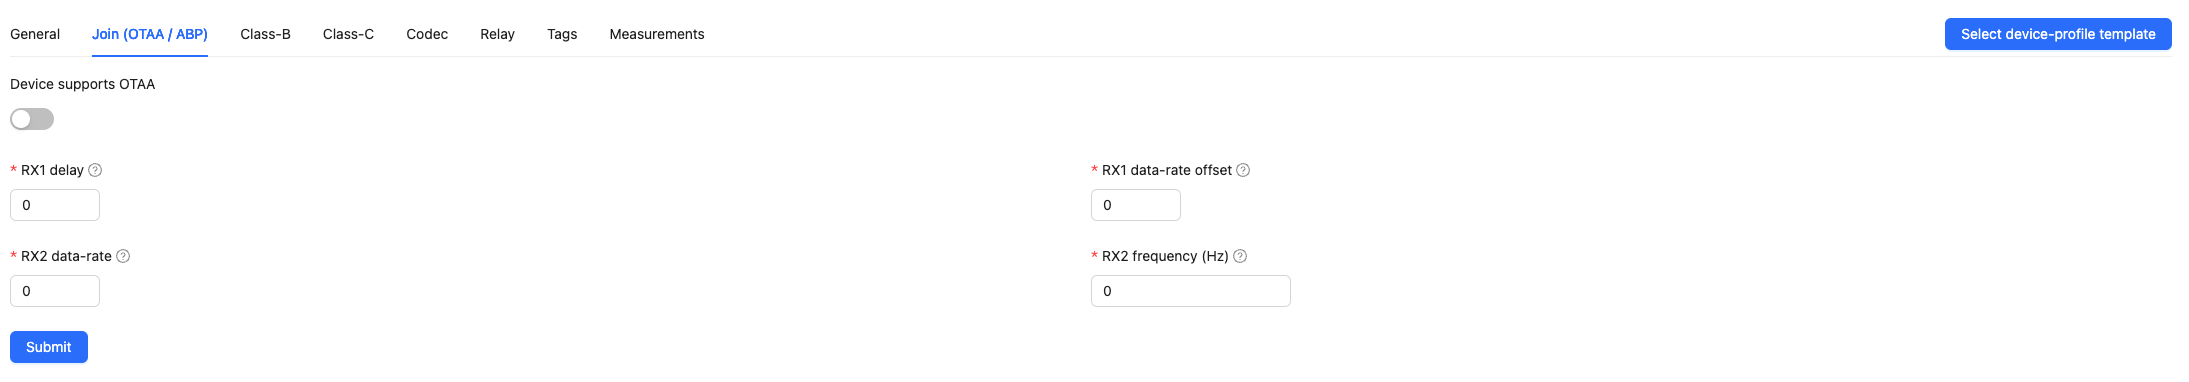 General Join (OTAA / ABP) Class-B Class-C Codec Relay Tags Measurements Select device-profile template
Device supports OTAA
* RX1 delay ?
* RX1 data-rate offset ?
0
0
* RX2 data-rate ?
* RX2 frequency (Hz) ?
0
0
Submit